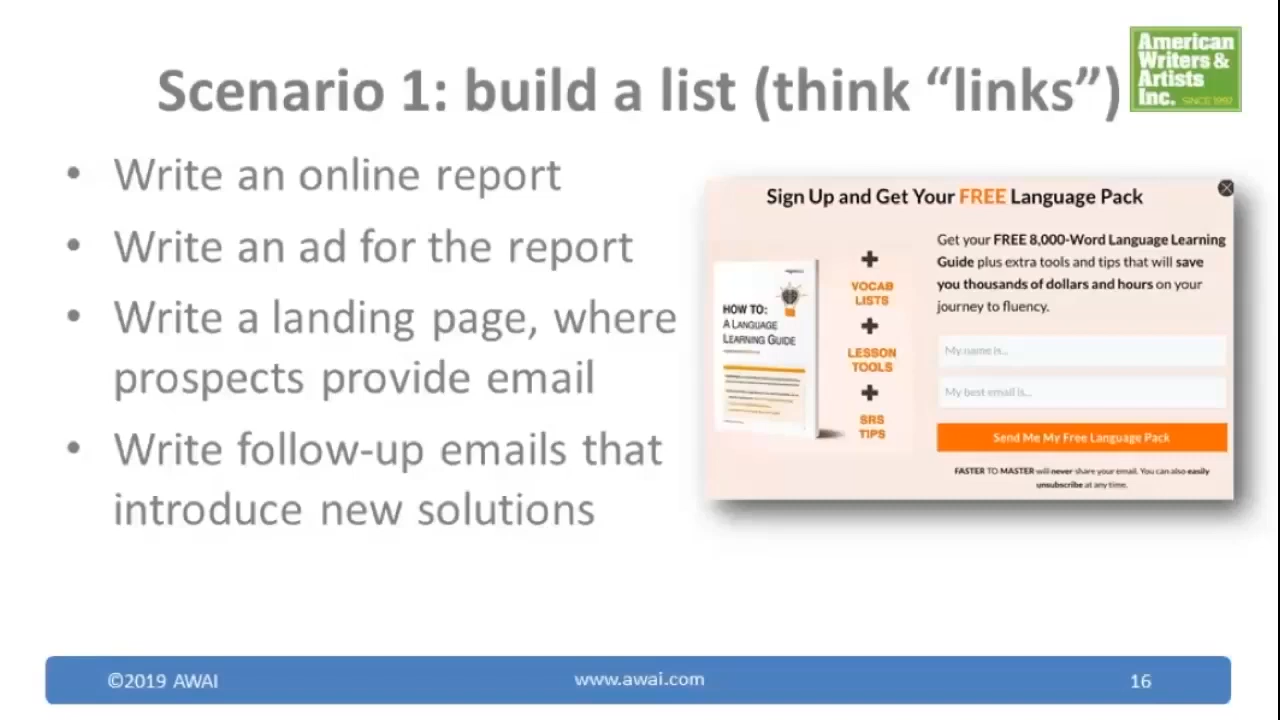 Scenario 1: build a list (think “links”)
American
Writers &
Artists
Inc. SINCE 1997
• Write an online report
• Write an ad for the report
• Write a landing page, where
prospects provide email
• Write follow-up emails that
introduce new solutions
Sign Up and Get Your FREE Language Pack
HOW TO:
A LANGUAGE
LEARNING GUIDE
+
VOCAB
LISTS
+
LESSON
TOOLS
+
SRS
TIPS
Get your FREE 8,000-Word Language Learning
Guide plus extra tools and tips that will save
you thousands of dollars and hours on your
journey to fluency.
My name is...
My best email is...
Send Me My Free Language Pack
FASTER TO MASTER will never share your email. You can also easily
unsubscribe at any time.
©2019 AWAI
www.awai.com
16